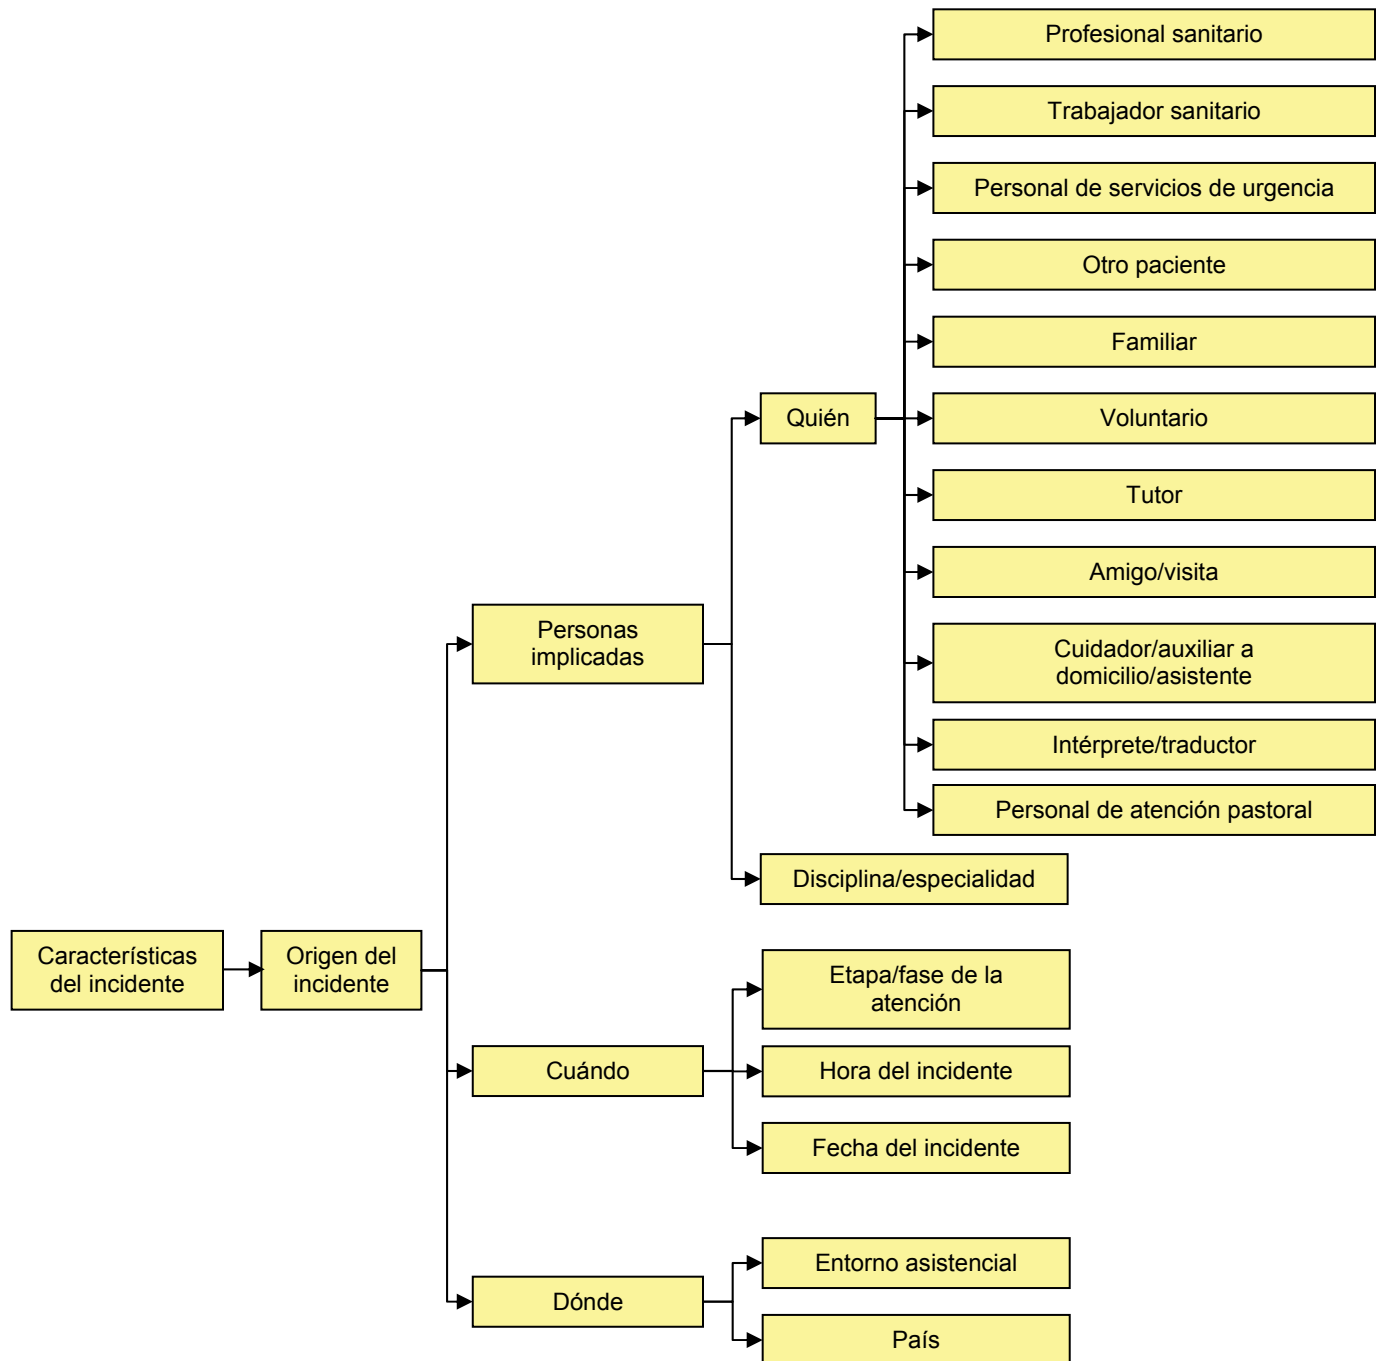 Profesional sanitario
Trabajador sanitario
Personal de servicios de urgencia
Otro paciente
Familiar
Quién
Voluntario
Tutor
Amigo/visita
Personas
implicadas
Cuidador/auxiliar a
domicilio/asistente
Intérprete/traductor
Personal de atención pastoral
Disciplina/especialidad
Características
del incidente
Origen del
incidente
Etapa/fase de la
atención
Cuándo
Hora del incidente
Fecha del incidente
Entorno asistencial
Dónde
País